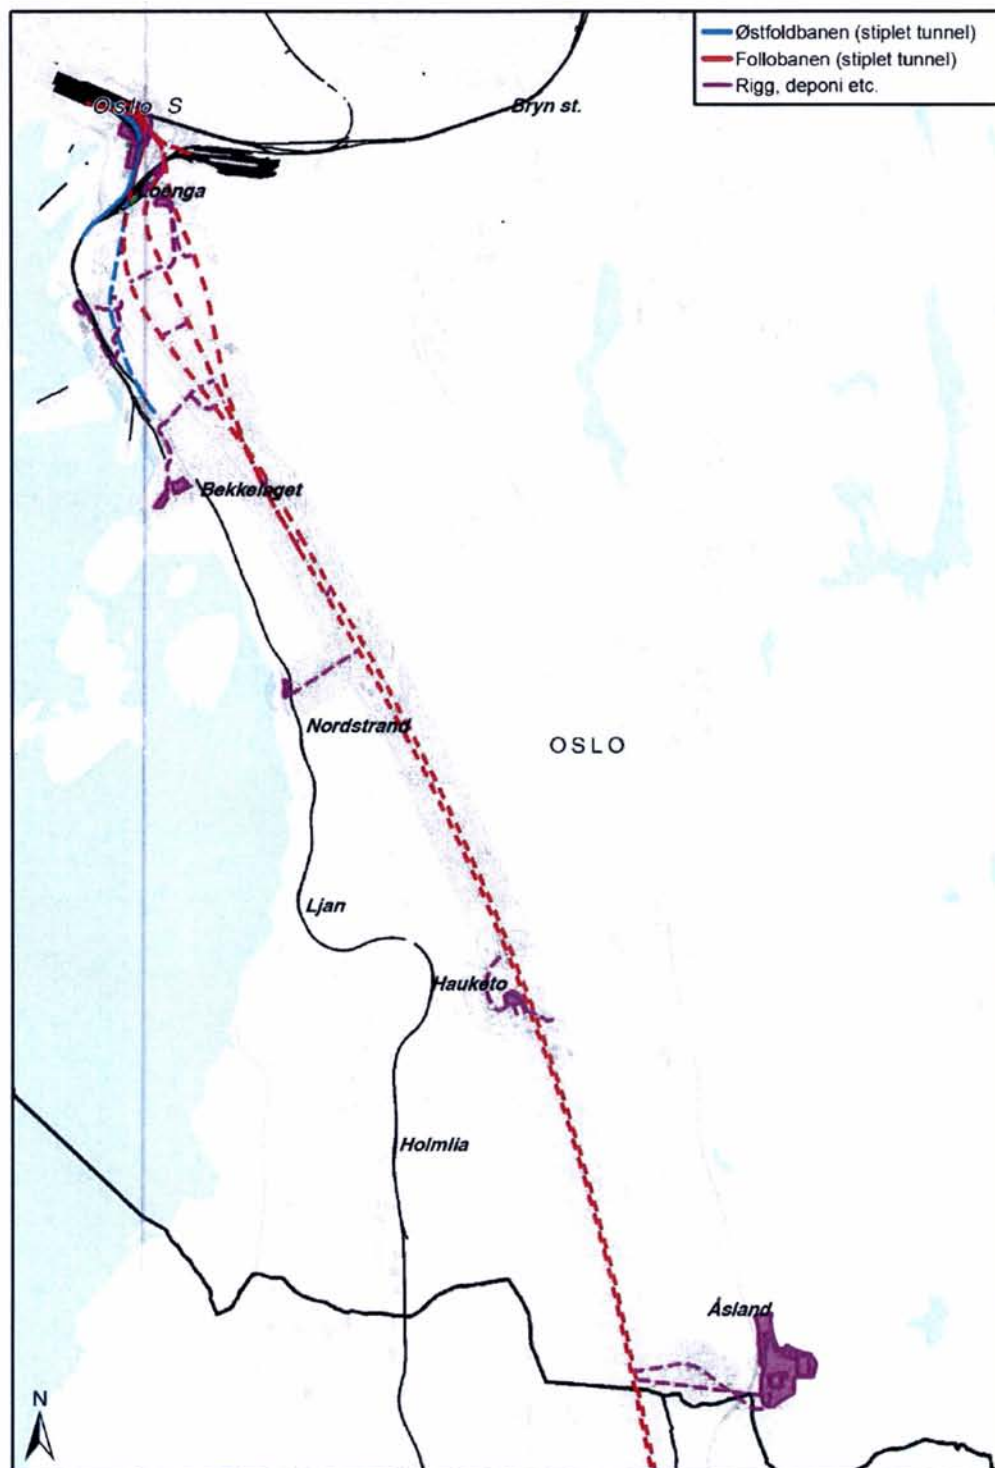 Østfoldbanen (stiplet tunnel)
Follobanen (stiplet tunnel)
Rigg, deponi etc.
Oslo S
Bryn st.
Loenga
Bekkelaget
Nordstrand
OSLO
Ljan
Hauketo
Holmlia
Åsland
N